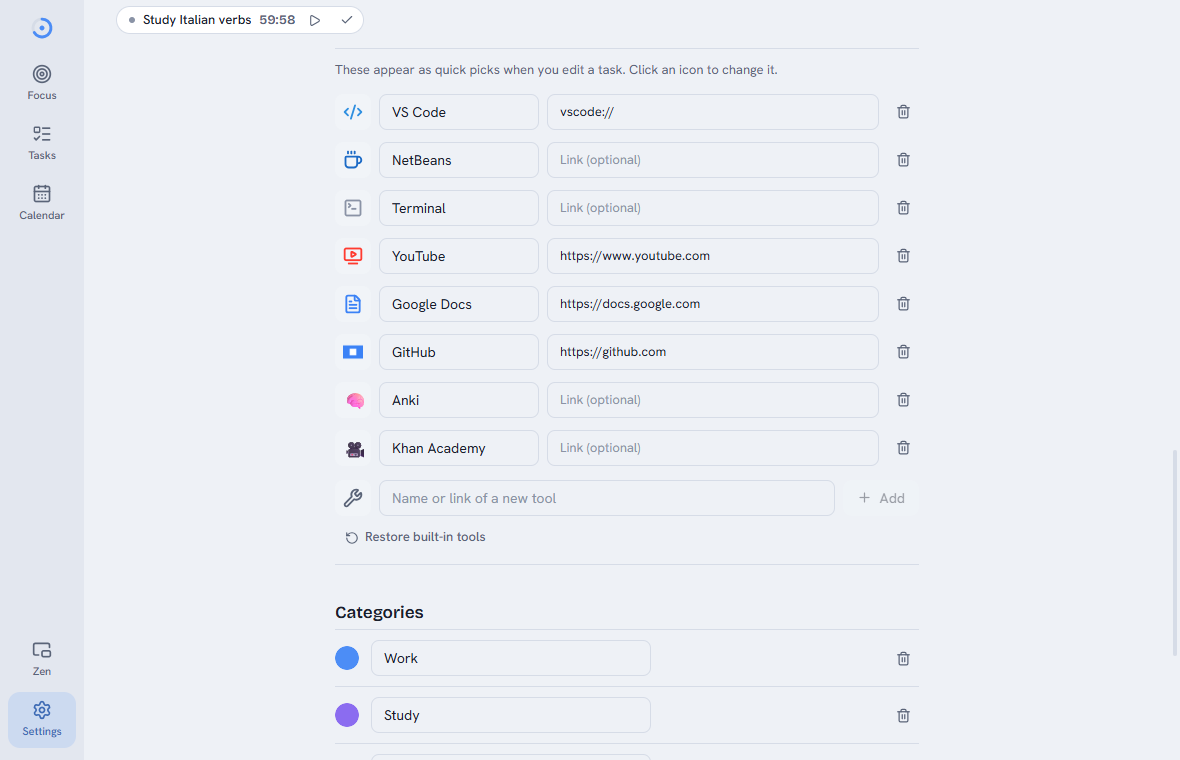 Study Italian verbs 59:58
Focus
Tasks
Calendar
Zen
Settings
These appear as quick picks when you edit a task. Click an icon to change it.
VS Code vscode://
NetBeans Link (optional)
Terminal Link (optional)
YouTube https://www.youtube.com
Google Docs https://docs.google.com
GitHub https://github.com
Anki Link (optional)
Khan Academy Link (optional)
Name or link of a new tool Add
Restore built-in tools
Categories
Work
Study